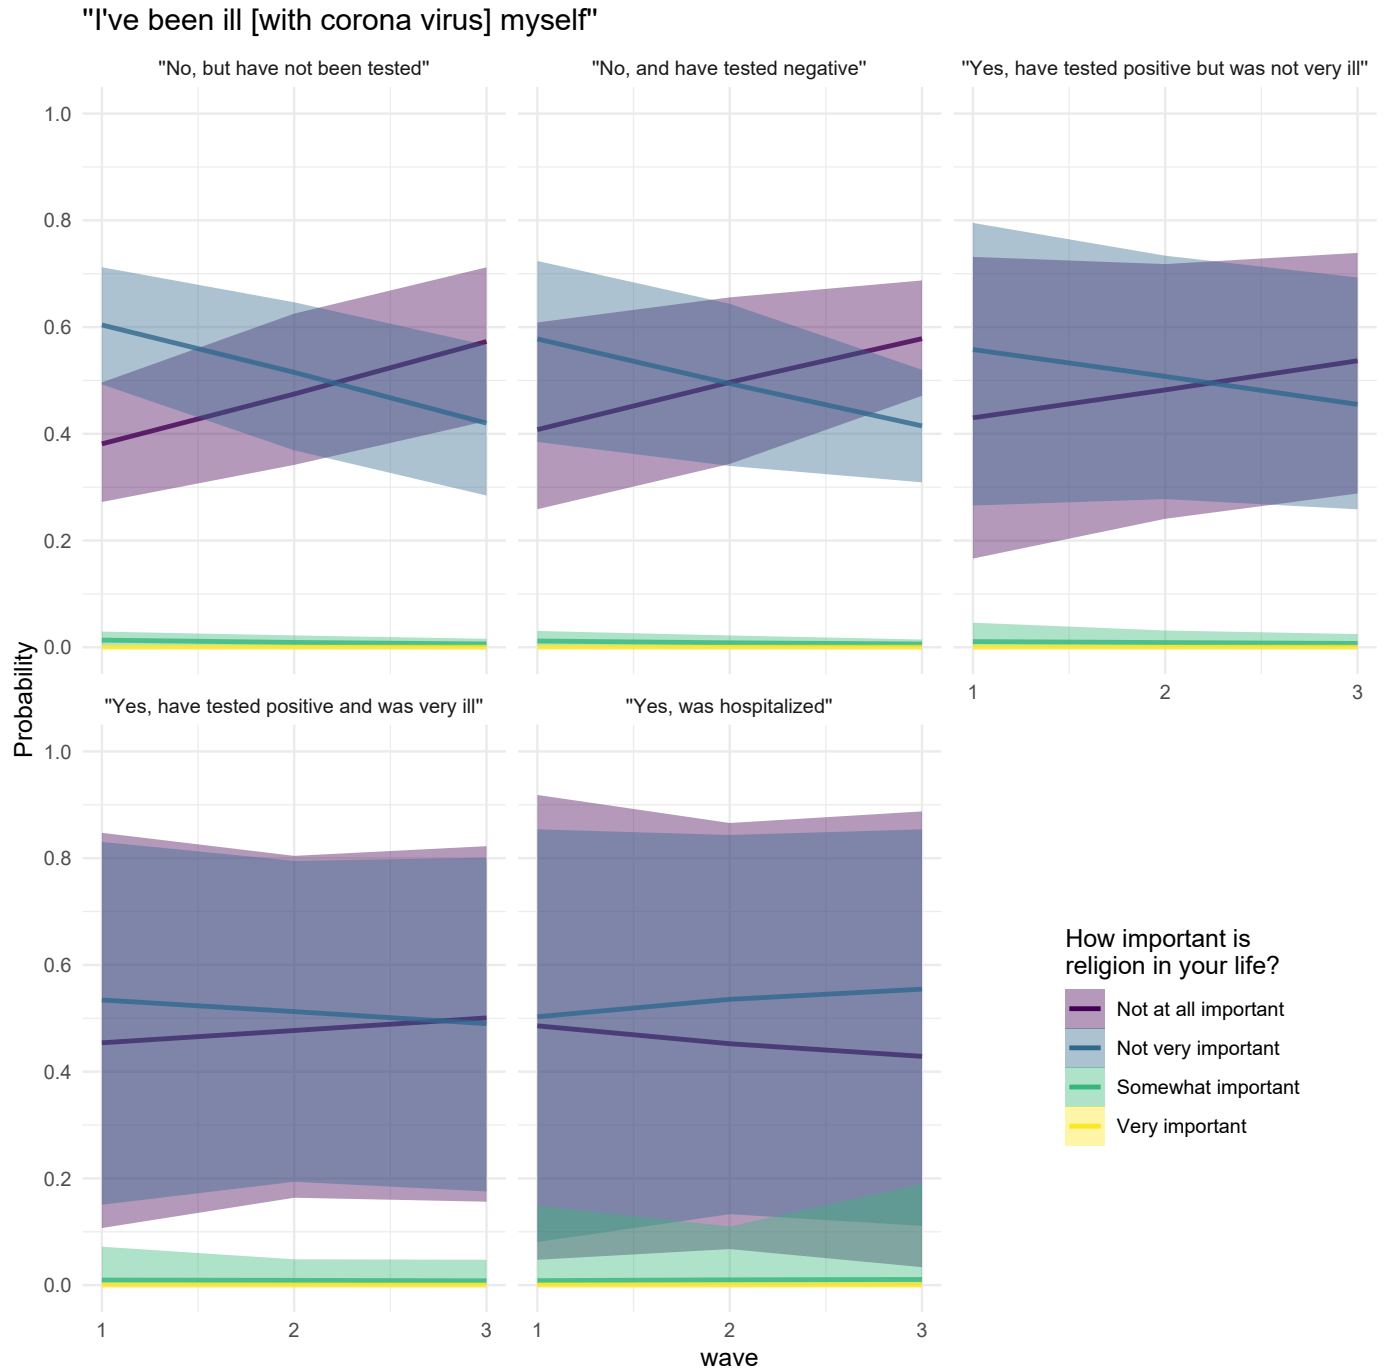 "I've been ill [with corona virus] myself"
"No, but have not been tested"
"No, and have tested negative"
"Yes, have tested positive but was not very ill"
1.0
0.8
0.6
0.4
0.2
0.0
1
2
3
Probability
"Yes, have tested positive and was very ill"
"Yes, was hospitalized"
1.0
0.8
0.6
0.4
0.2
0.0
1
2
3
1
2
3
wave
How important is
religion in your life?
Not at all important
Not very important
Somewhat important
Very important